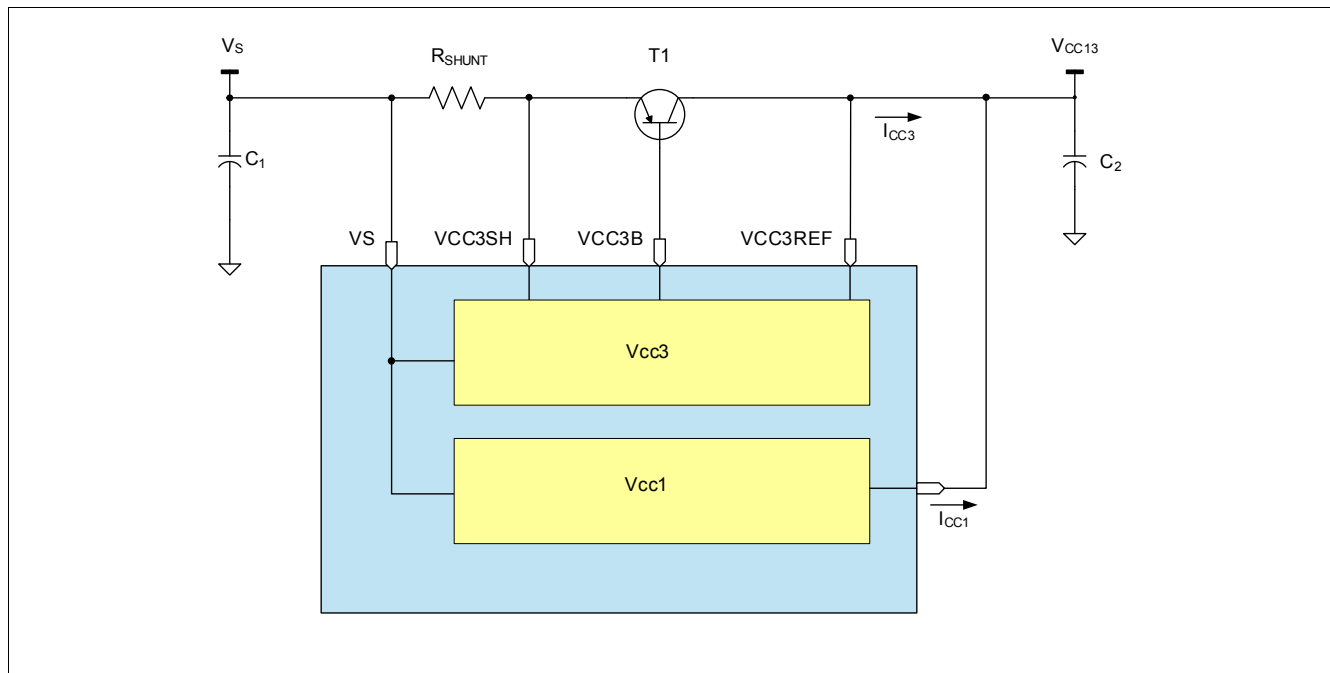 VS
RSHUNT
T1
VCC13
ICC3
C1
C2
VS
VCC3SH
VCC3B
VCC3REF
Vcc3
Vcc1
ICC1